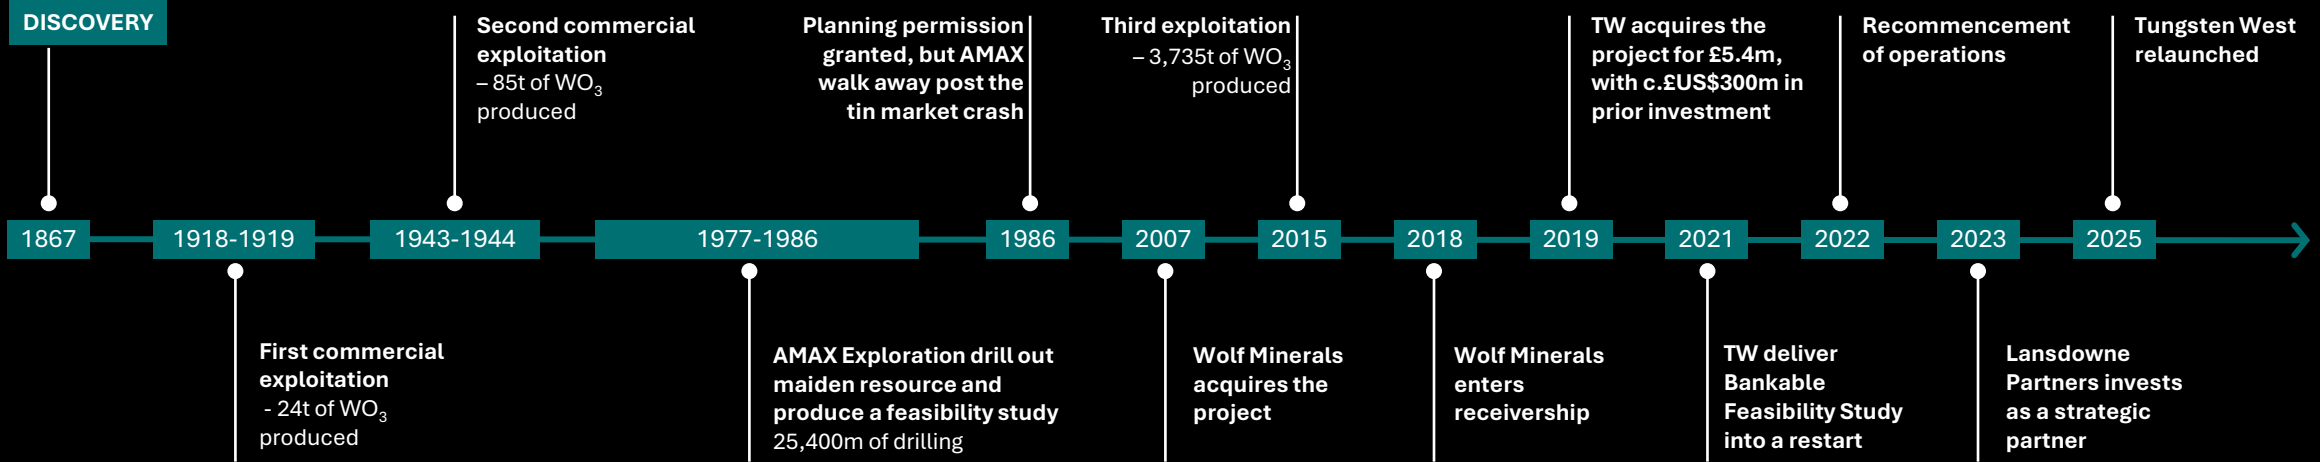 DISCOVERY
Second commercial
exploitation
– 85t of WO₃
produced
Planning permission
granted, but AMAX
walk away post the
tin market crash
Third exploitation
– 3,735t of WO₃
produced
TW acquires the
project for £5.4m,
with c.£US$300m in
prior investment
Recommencement
of operations
Tungsten West
relaunched
1867
1918-1919
1943-1944
1977-1986
1986
2007
2015
2018
2019
2021
2022
2023
2025
First commercial
exploitation
- 24t of WO₃
produced
AMAX Exploration drill out
maiden resource and
produce a feasibility study
25,400m of drilling
Wolf Minerals
acquires the
project
Wolf Minerals
enters
receivership
TW deliver
Bankable
Feasibility Study
into a restart
Lansdowne
Partners invests
as a strategic
partner